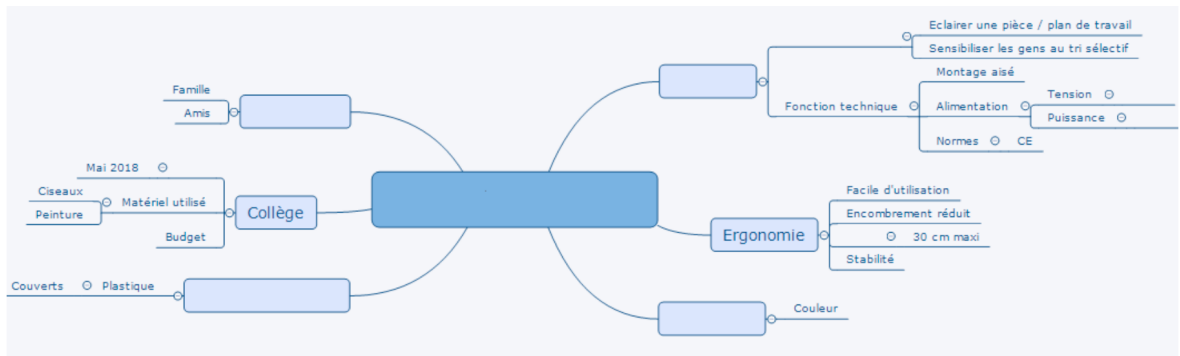 Eclairer une pièce / plan de travail
Sensibiliser les gens au tri sélectif
Montage aisé
Fonction technique
Alimentation
Tension
Puissance
Normes
CE
Famille
Amis
Mai 2018
Ciseaux
Matériel utilisé
Peinture
Collège
Budget
Couverts
Plastique
Facile d'utilisation
Encombrement réduit
Ergonomie
30 cm maxi
Stabilité
Couleur